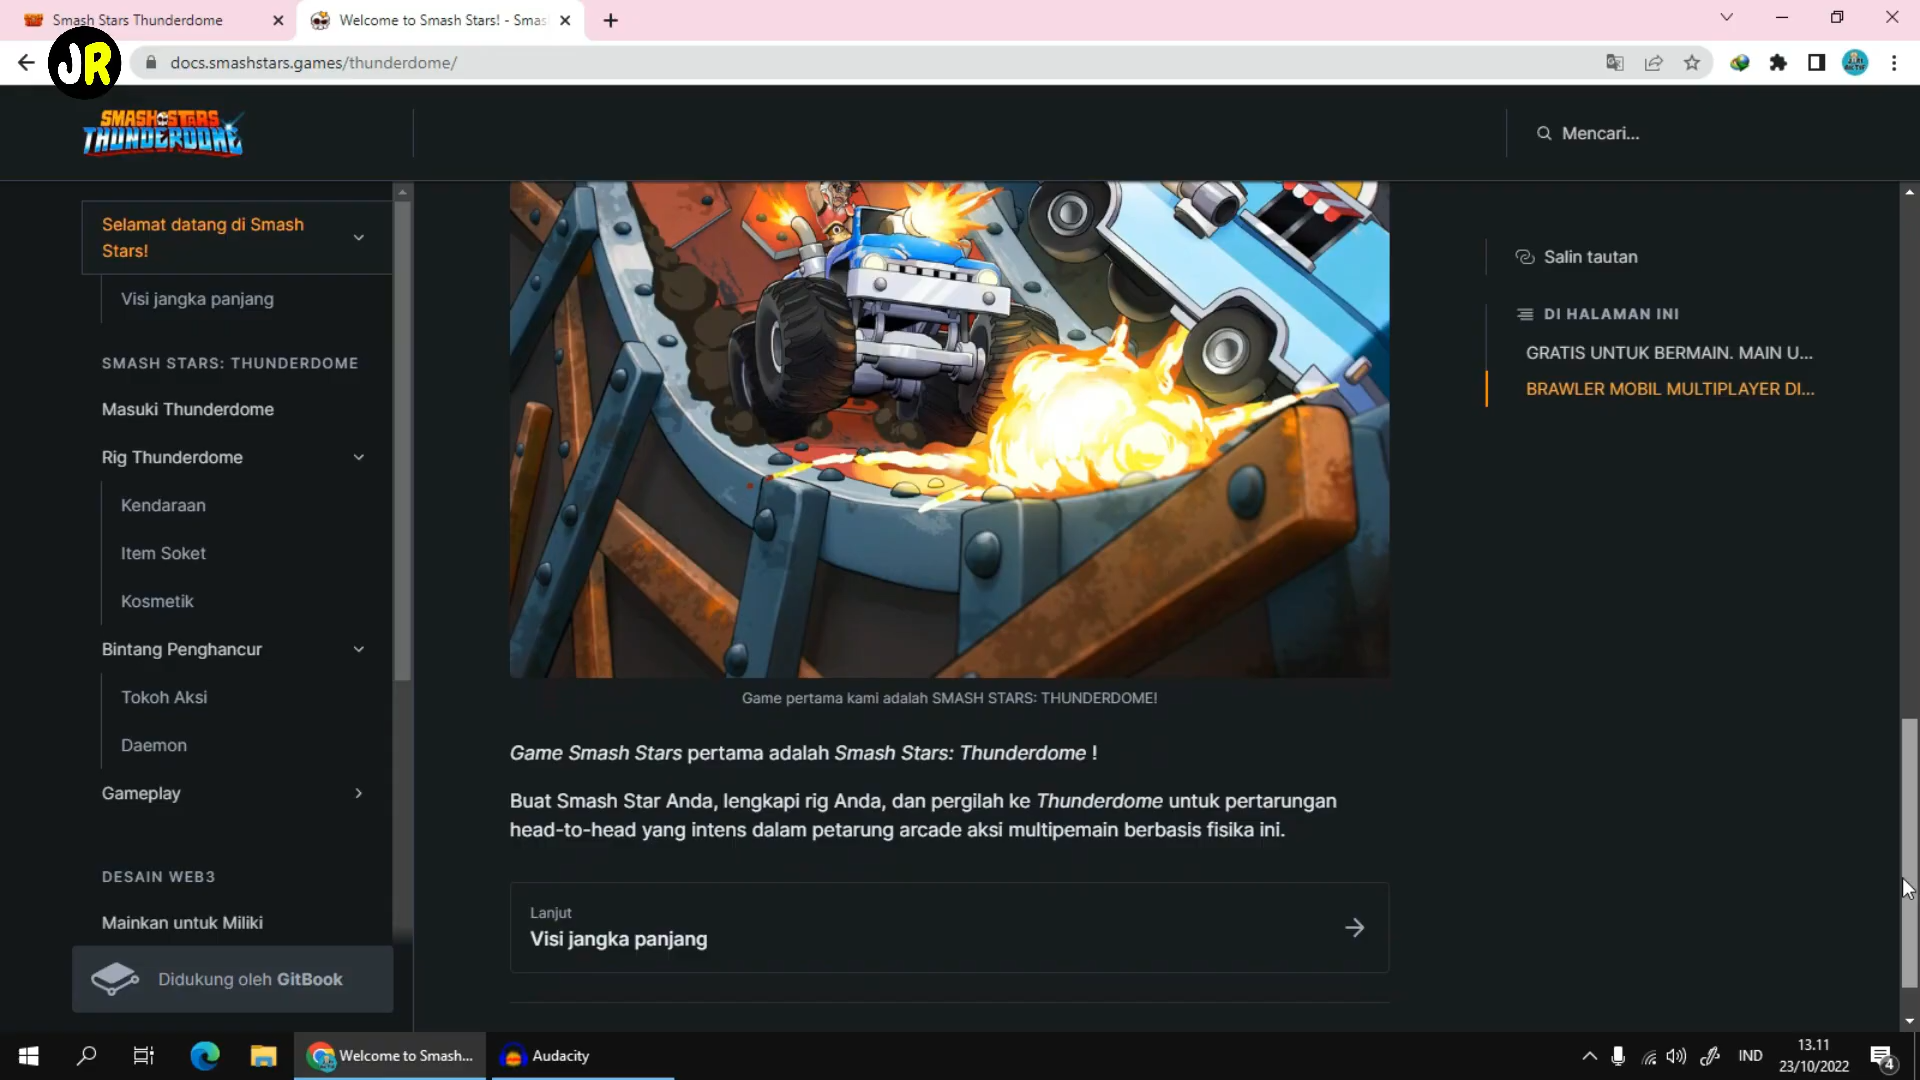 Smash Stars Thunderdome
Welcome to Smash Stars! - Smas
JR
docs.smashstars.games/thunderdome/
SMASH STARS
THUNDERDOME
Mencari...
Selamat datang di Smash
Stars!
Visi jangka panjang
SMASH STARS: THUNDERDOME
Masuki Thunderdome
Rig Thunderdome
Kendaraan
Item Soket
Kosmetik
Bintang Penghancur
Tokoh Aksi
Daemon
Gameplay
DESAIN WEB3
Mainkan untuk Miliki
Didukung oleh GitBook
Game pertama kami adalah SMASH STARS: THUNDERDOME!
Game Smash Stars pertama adalah Smash Stars: Thunderdome !
Buat Smash Star Anda, lengkapi rig Anda, dan pergilah ke Thunderdome untuk pertarungan
head-to-head yang intens dalam petarung arcade aksi multipemain berbasis fisika ini.
Lanjut
Visi jangka panjang
Salin tautan
DI HALAMAN INI
GRATIS UNTUK BERMAIN. MAIN U...
BRAWLER MOBIL MULTIPLAYER DI...
Welcome to Smash...
Audacity
IND
13.11
23/10/2022
4